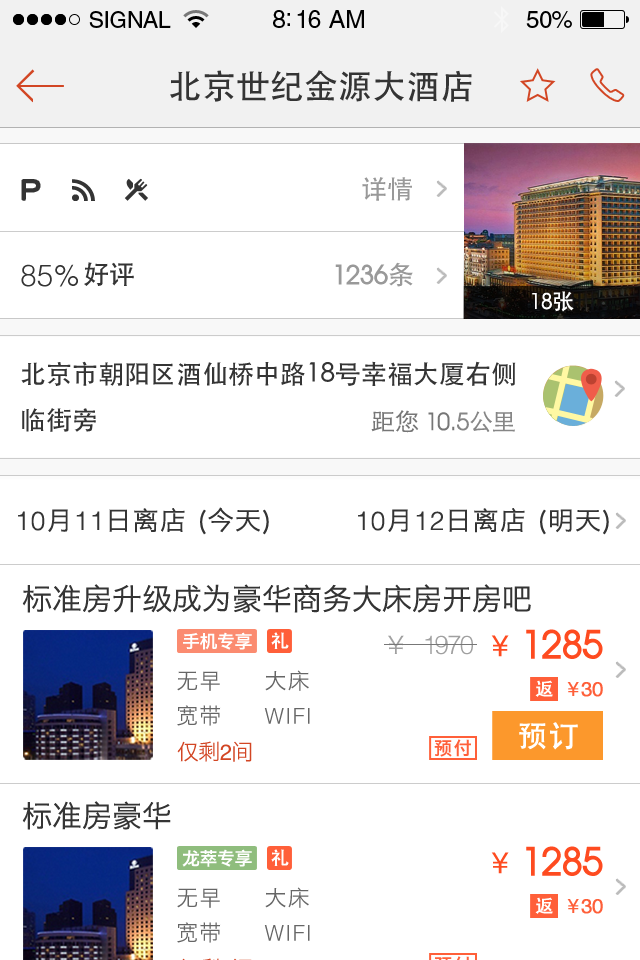 SIGNAL 8:16 AM 50%
北京世纪金源大酒店
P 详情
85%好评 1236条
18张
北京市朝阳区酒仙桥中路18号幸福大厦右侧
临街旁 距您 10.5公里
10月11日离店 (今天) 10月12日离店 (明天)
标准房升级成为豪华商务大床房开房吧
手机专享 礼 ¥ 1970 ¥ 1285
无早 大床 返 ¥30
宽带 WIFI
仅剩2间 预付 预订
标准房豪华
龙萃专享 礼 ¥ 1285
无早 大床 返 ¥30
宽带 WIFI